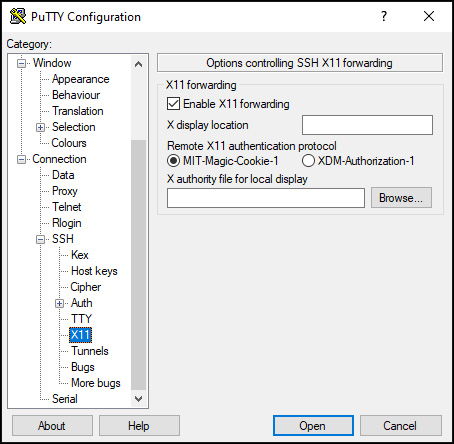 PuTTY Configuration
?
Category:
Window
Appearance
Behaviour
Translation
Selection
Colours
Connection
Data
Proxy
Telnet
Rlogin
SSH
Kex
Host keys
Cipher
Auth
TTY
X11
Tunnels
Bugs
More bugs
Serial
Options controlling SSH X11 forwarding
X11 forwarding
Enable X11 forwarding
X display location
Remote X11 authentication protocol
MIT-Magic-Cookie-1 XDM-Authorization-1
X authority file for local display
Browse...
About Help Open Cancel